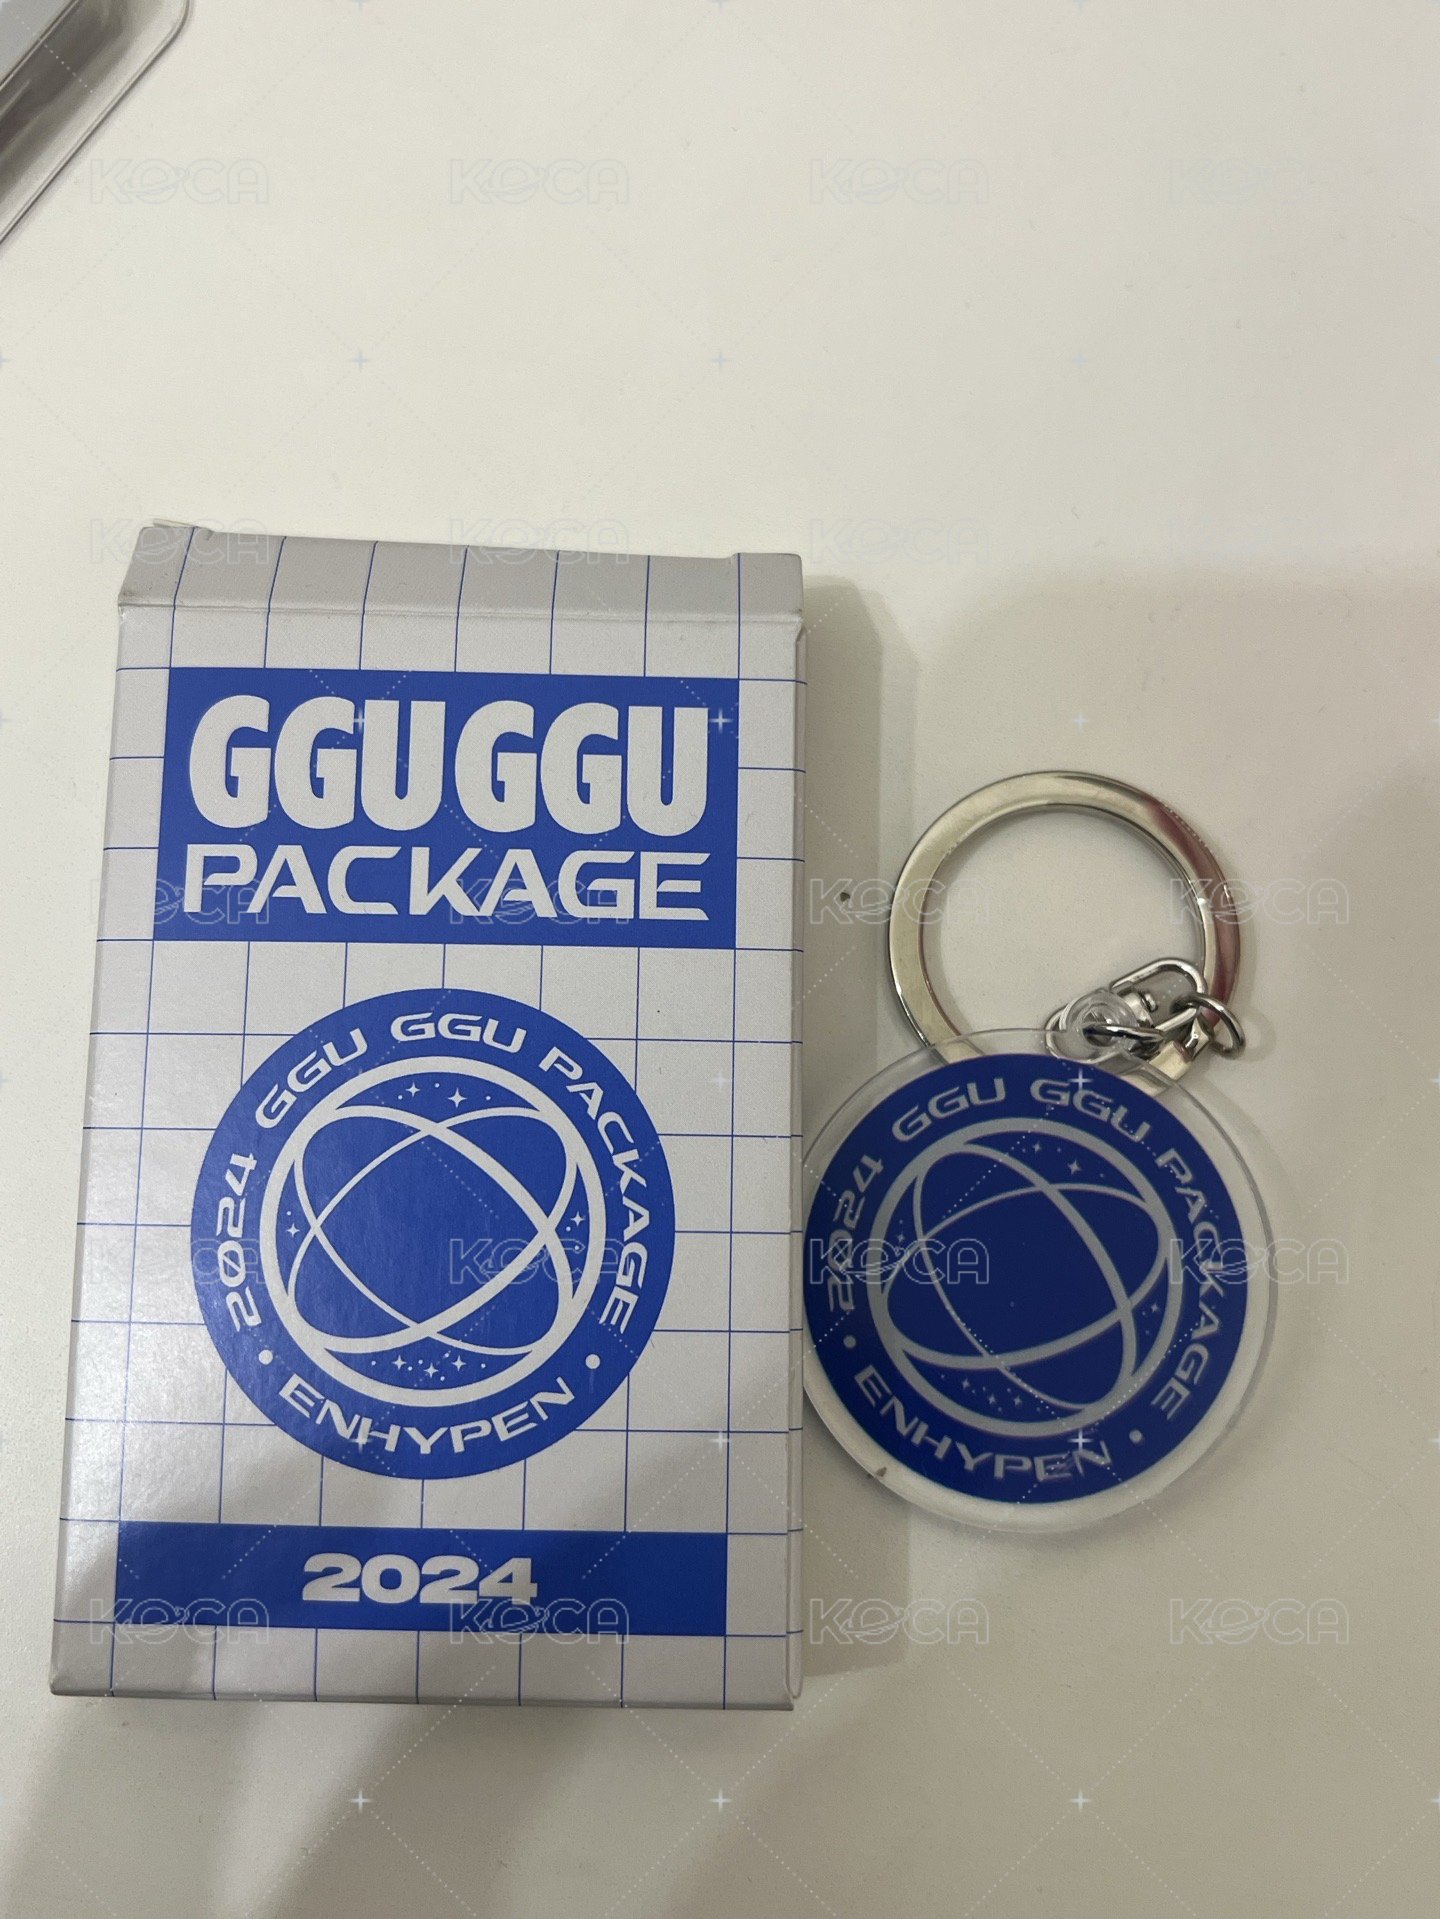 GGUGGU
PACKAGE
2024 GGU GGU PACKAGE
• ENHYPEN •
2024
2024 GGU GGU PACKAGE
• ENHYPEN •
KOCA